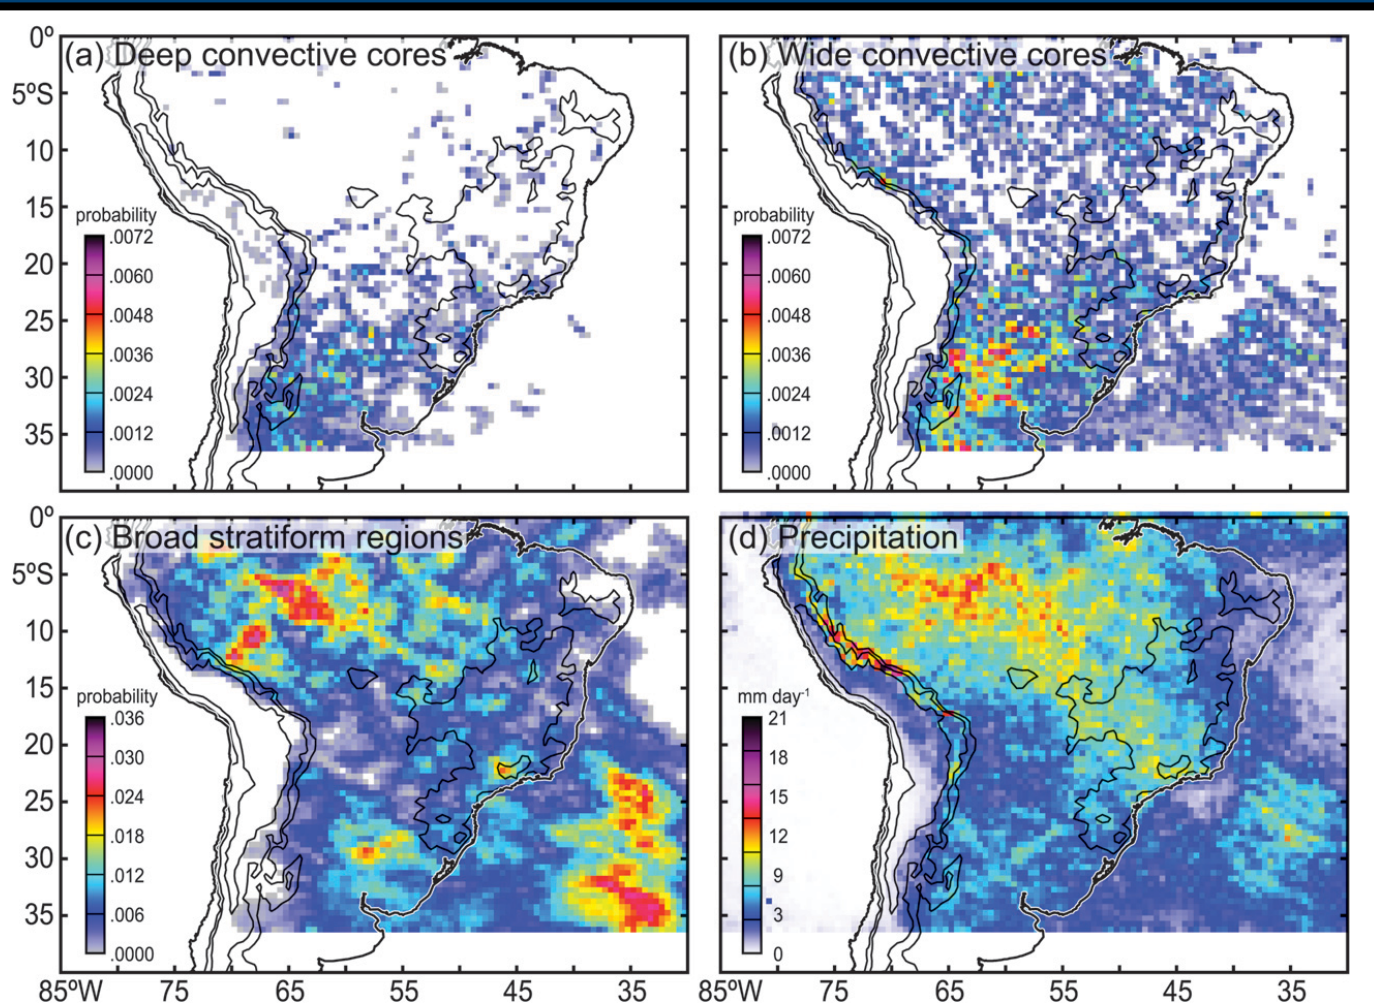 (a) Deep convective cores
(b) Wide convective cores
0º
5ºS
10
15
20
25
30
35
probability
.0072
.0060
.0048
.0036
.0024
.0012
.0000
probability
.0072
.0060
.0048
.0036
.0024
.0012
.0000
(c) Broad stratiform regions
(d) Precipitation
0º
5ºS
10
15
20
25
30
35
probability
.036
.030
.024
.018
.012
.006
.0000
mm day-1
21
18
15
12
9
3
0
85ºW 75 65 55 45 35
85ºW 75 65 55 45 35